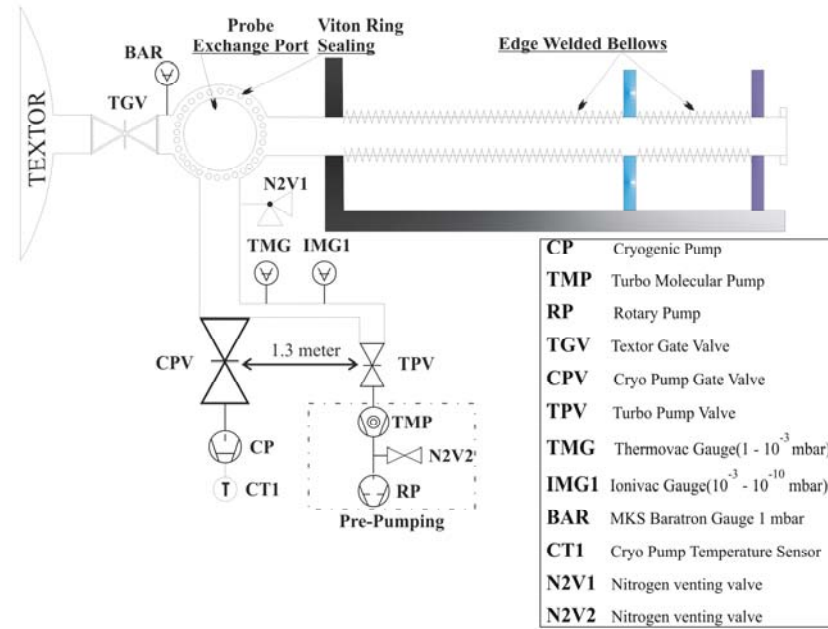 Probe
Exchange Port
Viton Ring
Sealing
Edge Welded Bellows
BAR
TGV
TEXTOR
N2V1
TMG
IMG1
CPV
1.3 meter
TPV
TMP
CP
N2V2
CT1
T
RP
Pre-Pumping
CP Cryogenic Pump
TMP Turbo Molecular Pump
RP Rotary Pump
TGV Textor Gate Valve
CPV Cryo Pump Gate Valve
TPV Turbo Pump Valve
TMG Thermovac Gauge(1 - 10⁻³ mbar)
IMG1 Ionivac Gauge(10⁻³ - 10⁻¹⁰ mbar)
BAR MKS Baratron Gauge 1 mbar
CT1 Cryo Pump Temperature Sensor
N2V1 Nitrogen venting valve
N2V2 Nitrogen venting valve